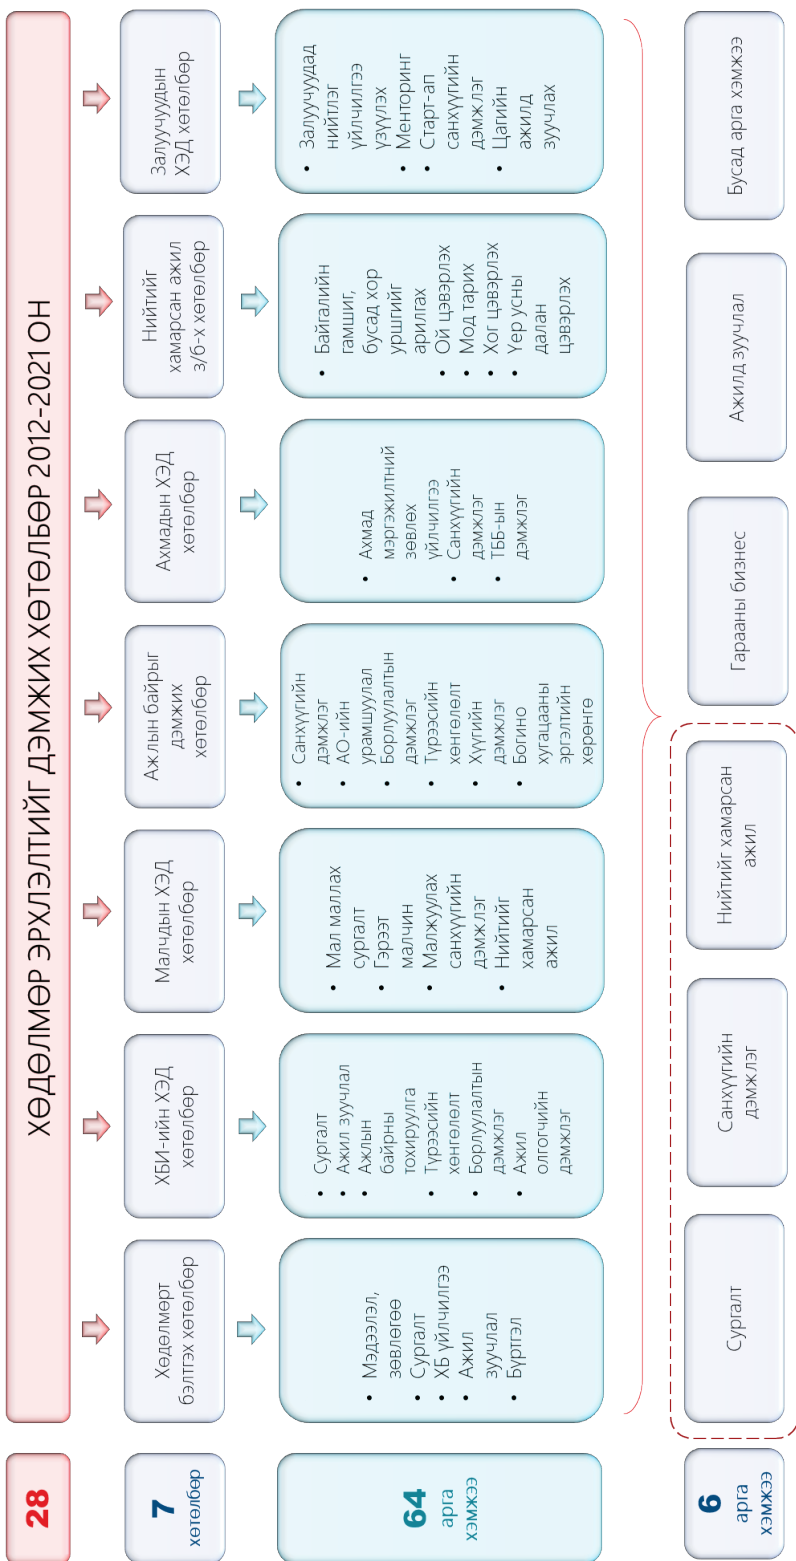 28
ХӨДӨЛМӨР ЭРХЛЭЛТИЙГ ДЭМЖИХ ХӨТӨЛБӨР 2012-2021 ОН
7
хөтөлбөр
Хөдөлмөрт
бэлтгэх хөтөлбөр
ХБИ-ийн ХЭД
хөтөлбөр
Малчдын ХЭД
хөтөлбөр
Ажлын байрыг
дэмжих
хөтөлбөр
Ахмадын ХЭД
хөтөлбөр
Нийтийг
хамарсан ажил
з/б-х хөтөлбөр
Залуучуудын
ХЭД хөтөлбөр
64
арга
хэмжээ
• Мэдээлэл,
зөвлөгөө
• Сургалт
• ХБ үйлчилгээ
• Ажил
зуучлал
• Бүртгэл
• Сургалт
• Ажил зуучлал
• Ажлын
байрны
тохируулга
• Түрээсийн
хөнгөлөлт
• Борлуулалтын
дэмжлэг
• Ажил
олгогчийн
дэмжлэг
• Мал маллах
сургалт
• Гэрээт
малчин
• Малжуулах
санхүүгийн
дэмжлэг
• Нийтийг
хамарсан
ажил
• Санхүүгийн
дэмжлэг
• АО-ийн
урамшуулал
• Борлуулалтын
дэмжлэг
• Түрээсийн
хөнгөлөлт
• Хүүгийн
дэмжлэг
• Богино
хугацааны
эргэлтийн
хөрөнгө
• Ахмад
мэргэжилтний
зөвлөх
үйлчилгээ
• Санхүүгийн
дэмжлэг
• ТББ-ын
дэмжлэг
• Байгалийн
гамшиг,
бусад хор
уршгийг
арилгах
• Ой цэвэрлэх
• Мод тарих
• Хог цэвэрлэх
• Үер усны
далан
цэвэрлэх
• Залуучуудад
нийтлэг
үйлчилгээ
үзүүлэх
• Менторинг
• Старт-ап
санхүүгийн
дэмжлэг
• Цагийн
ажилд
зуучлах
6
арга
хэмжээ
Сургалт
Санхүүгийн
дэмжлэг
Нийтийг хамарсан
ажил
Гарааны бизнес
Ажилд зуучлал
Бусад арга хэмжээ